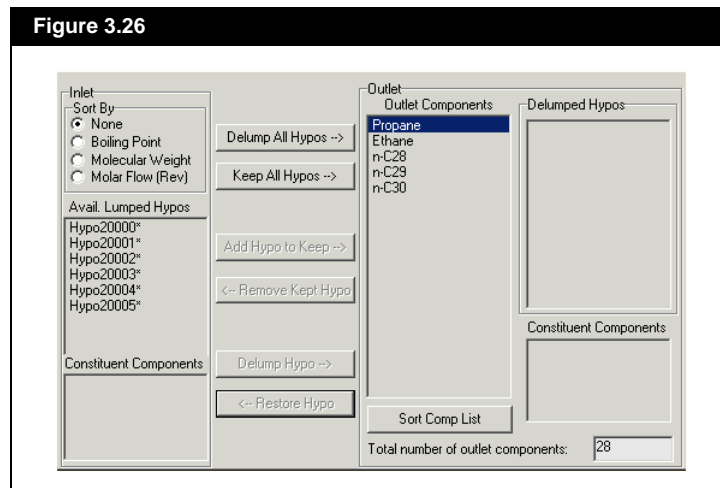 Figure 3.26
Inlet
Sort By
None
Boiling Point
Molecular Weight
Molar Flow (Rev)
Avail. Lumped Hypos
Hypo20000*
Hypo20001*
Hypo20002*
Hypo20003*
Hypo20004*
Hypo20005*
Constituent Components
Delump All Hypos -->
Keep All Hypos -->
Add Hypo to Keep -->
<-- Remove Kept Hypo
Delump Hypo -->
<-- Restore Hypo
Outlet
Outlet Components
Propane
Ethane
n-C28
n-C29
n-C30
Sort Comp List
Delumped Hypos
Constituent Components
Total number of outlet components: 28